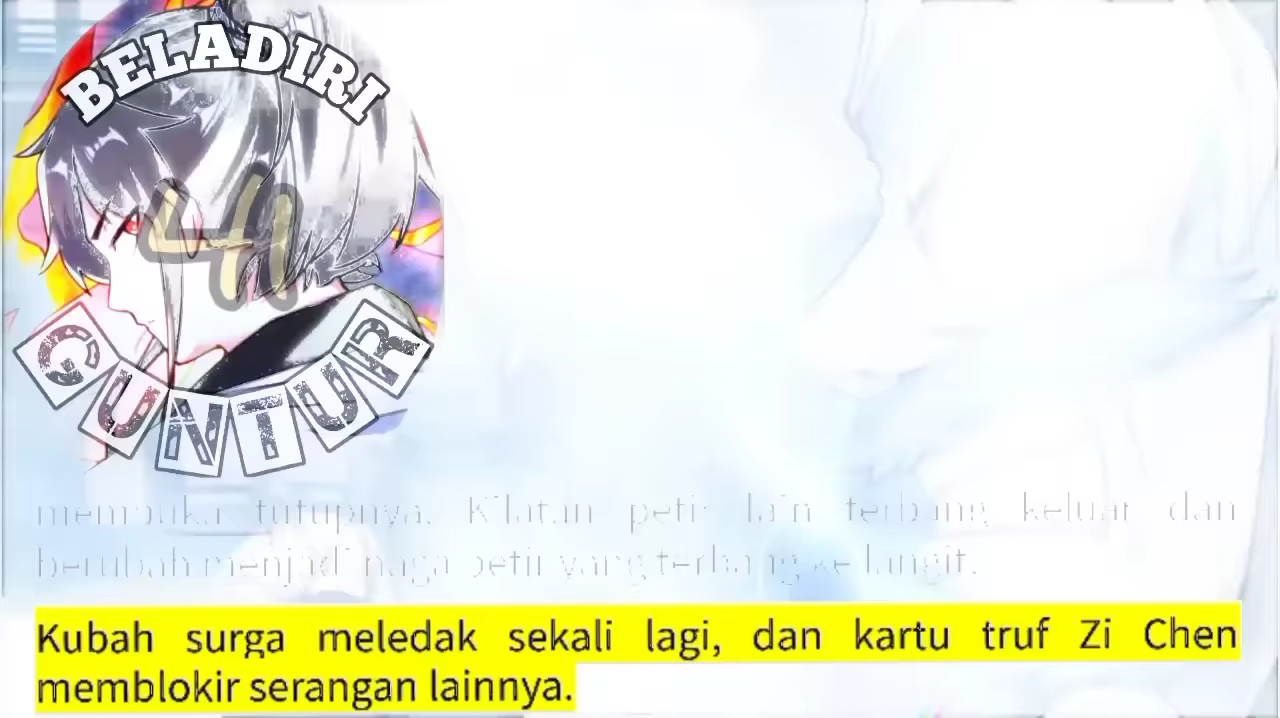 BELADIRI
41
GUNTUR
membuka tutupnya. Kilatan petir lain terbang keluar dan
berubah menjadi naga petir yang terbang ke langit.
Kubah surga meledak sekali lagi, dan kartu truf Zi Chen
memblokir serangan lainnya.